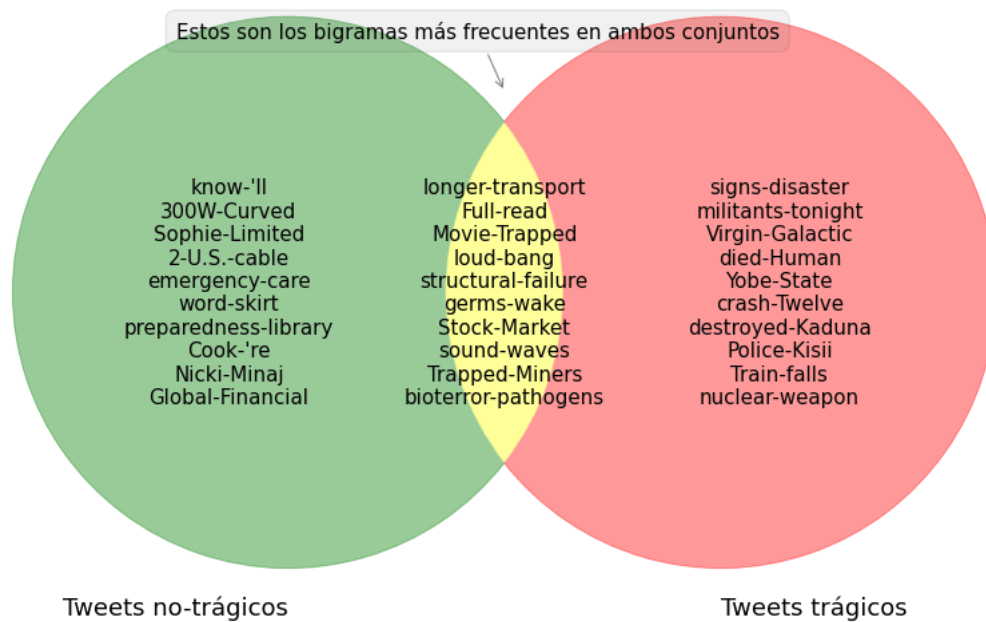 Estos son los bigramas más frecuentes en ambos conjuntos
know-'ll
300W-Curved
Sophie-Limited
2-U.S.-cable
emergency-care
word-skirt
preparedness-library
Cook-'re
Nicki-Minaj
Global-Financial
longer-transport
Full-read
Movie-Trapped
loud-bang
structural-failure
germs-wake
Stock-Market
sound-waves
Trapped-Miners
bioterror-pathogens
signs-disaster
militants-tonight
Virgin-Galactic
died-Human
Yobe-State
crash-Twelve
destroyed-Kaduna
Police-Kisii
Train-falls
nuclear-weapon
Tweets no-trágicos
Tweets trágicos